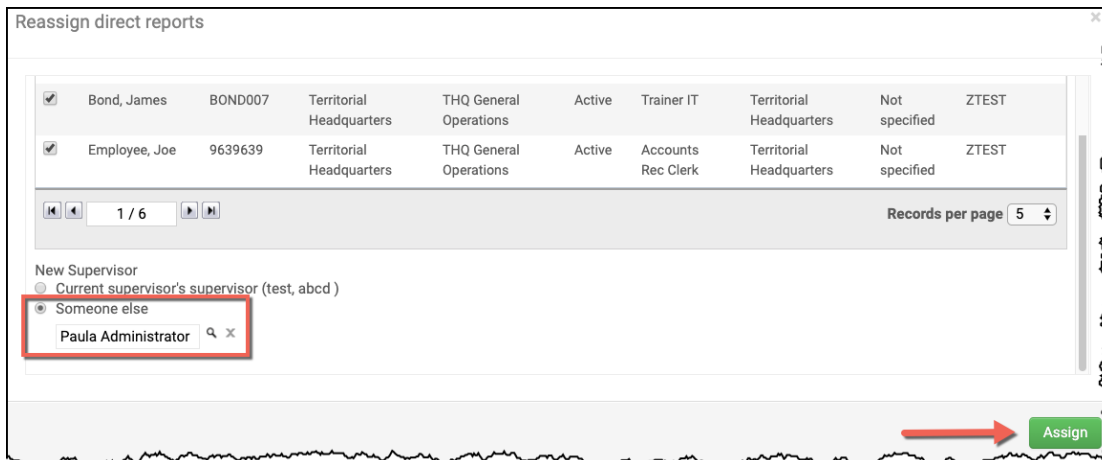 Reassign direct reports
Bond, James BOND007 Territorial THQ General Active Trainer IT Territorial Not ZTEST
Headquarters Operations Headquarters specified
Employee, Joe 9639639 Territorial THQ General Active Accounts Territorial Not ZTEST
Headquarters Operations Rec Clerk Headquarters specified
1 / 6 Records per page 5
New Supervisor
Current supervisor's supervisor (test, abcd )
Someone else
Paula Administrator
Assign